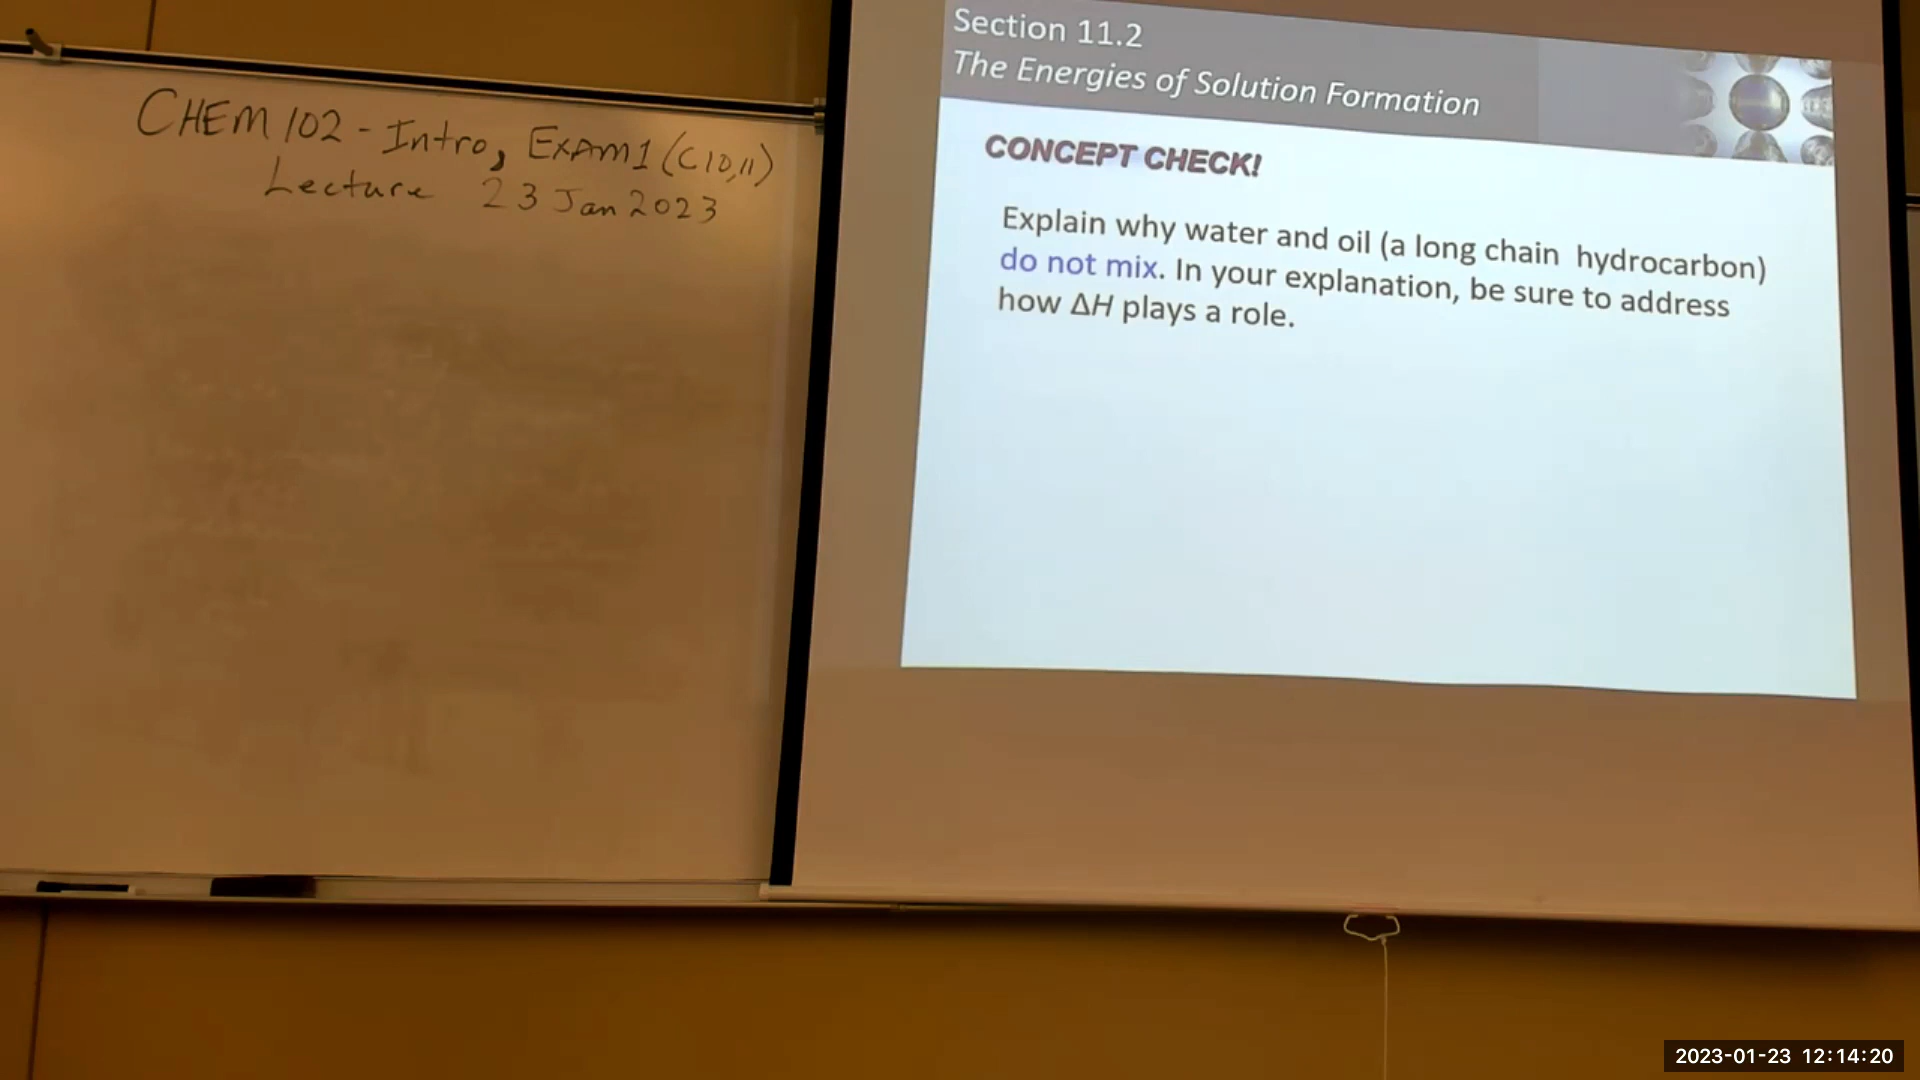 CHEM 102 - Intro, EXAM1 (C10,11)
Lecture 23 Jan 2023
Section 11.2
The Energies of Solution Formation
CONCEPT CHECK!
Explain why water and oil (a long chain hydrocarbon)
do not mix. In your explanation, be sure to address
how ΔH plays a role.
2023-01-23 12:14:20